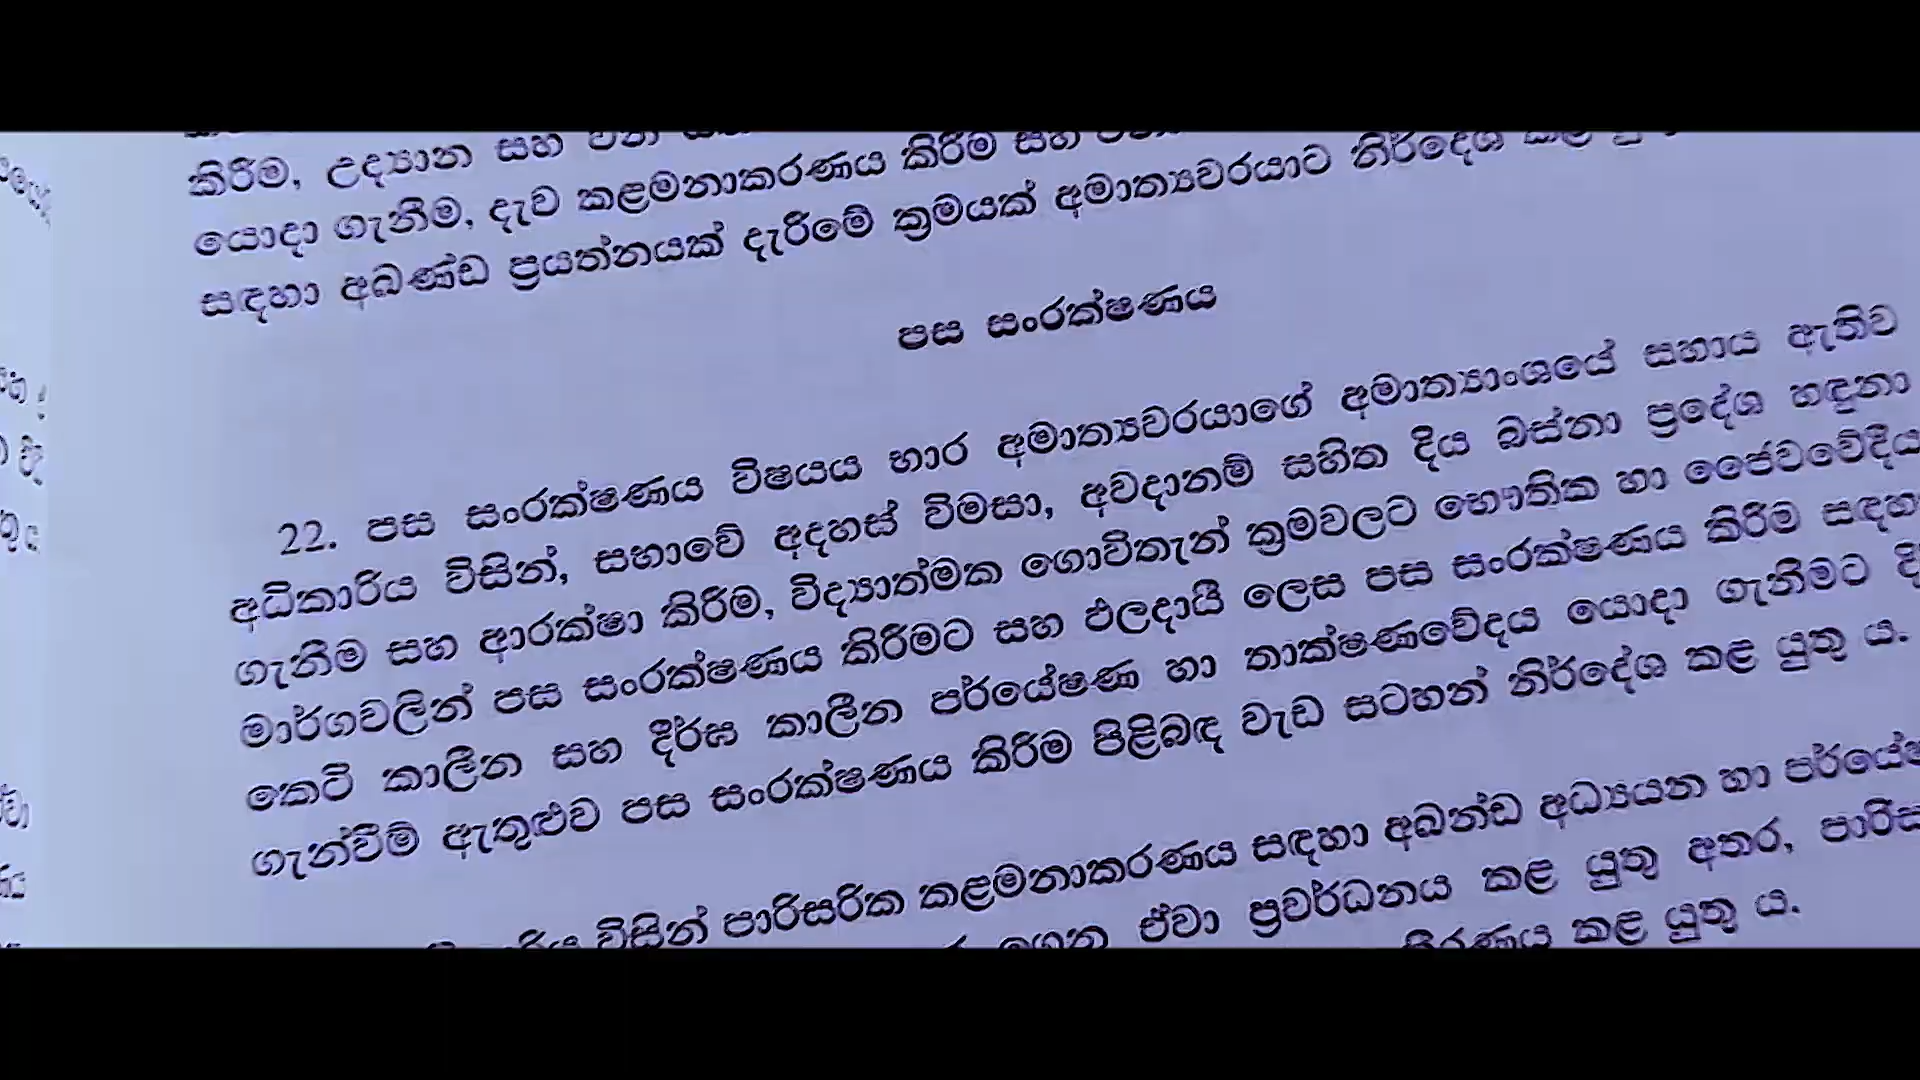 කිරීම, උද්‍යාන සහ වන
යොදා ගැනීම, දැව කළමනාකරණය කිරීම සහ
සඳහා අඛණ්ඩ ප්‍රයත්නයක් දැරීමේ ක්‍රමයක් අමාත්‍යවරයාට නිර්දේශ කළ
පස සංරක්ෂණය
22. පස සංරක්ෂණය විෂයය භාර අමාත්‍යවරයාගේ අමාත්‍යාංශයේ සහාය ඇතිව
අධිකාරිය විසින්, සභාවේ අදහස් විමසා, අවදානම් සහිත දිය බස්නා ප්‍රදේශ හඳුනා
ගැනීම සහ ආරක්ෂා කිරීම, විද්‍යාත්මක ගොවිතැන් ක්‍රමවලට භෞතික හා ජෛවවේදීය
මාර්ගවලින් පස සංරක්ෂණය කිරීමට සහ ඵලදායී ලෙස පස සංරක්ෂණය කිරීම සඳහා
කෙටි කාලීන සහ දීර්ඝ කාලීන පර්යේෂණ හා තාක්ෂණවේදය යොදා ගැනීමට
ගැන්වීම් ඇතුළුව පස සංරක්ෂණය කිරීම පිළිබඳ වැඩ සටහන් නිර්දේශ කළ යුතු ය.
විසින් පාරිසරික කළමනාකරණය සඳහා අඛන්ඩ අධ්‍යයන හා
ගෙන ඒවා ප්‍රවර්ධනය කළ යුතු අතර,
කළ යුතු ය.